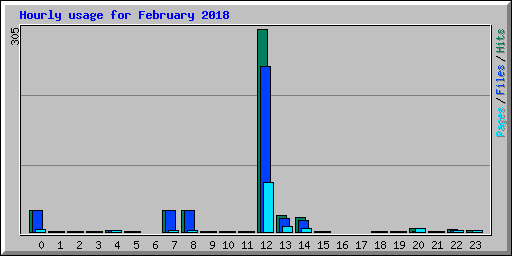 Hourly usage for February 2018
305
Pages/Files/Hits
0 1 2 3 4 5 6 7 8 9 10 11 12 13 14 15 16 17 18 19 20 21 22 23